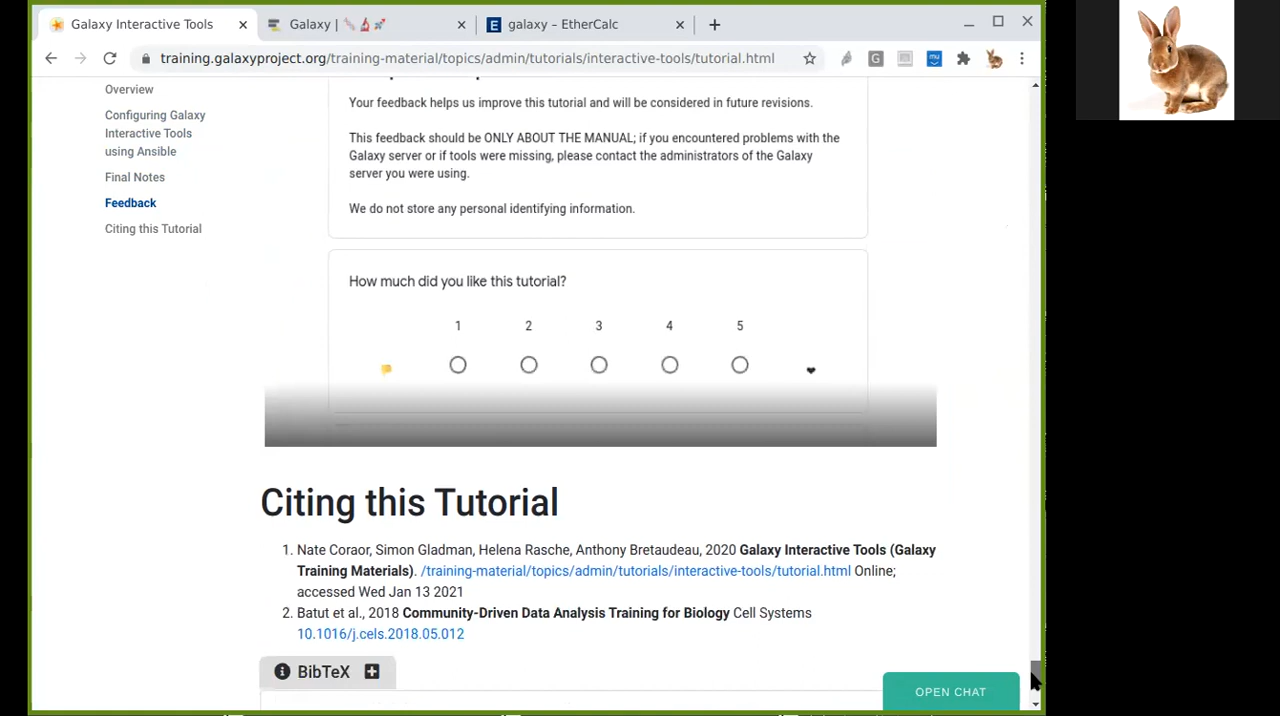 Galaxy Interactive Tools
Galaxy |
galaxy – EtherCalc
training.galaxyproject.org/training-material/topics/admin/tutorials/interactive-tools/tutorial.html
Overview
Configuring Galaxy
Interactive Tools
using Ansible
Final Notes
Feedback
Citing this Tutorial
Your feedback helps us improve this tutorial and will be considered in future revisions.
This feedback should be ONLY ABOUT THE MANUAL; if you encountered problems with the
Galaxy server or if tools were missing, please contact the administrators of the Galaxy
server you were using.
We do not store any personal identifying information.
How much did you like this tutorial?
1 2 3 4 5
Citing this Tutorial
1. Nate Coraor, Simon Gladman, Helena Rasche, Anthony Bretaudeau, 2020 Galaxy Interactive Tools (Galaxy
Training Materials). /training-material/topics/admin/tutorials/interactive-tools/tutorial.html Online;
accessed Wed Jan 13 2021
2. Batut et al., 2018 Community-Driven Data Analysis Training for Biology Cell Systems
10.1016/j.cels.2018.05.012
BibTeX
OPEN CHAT